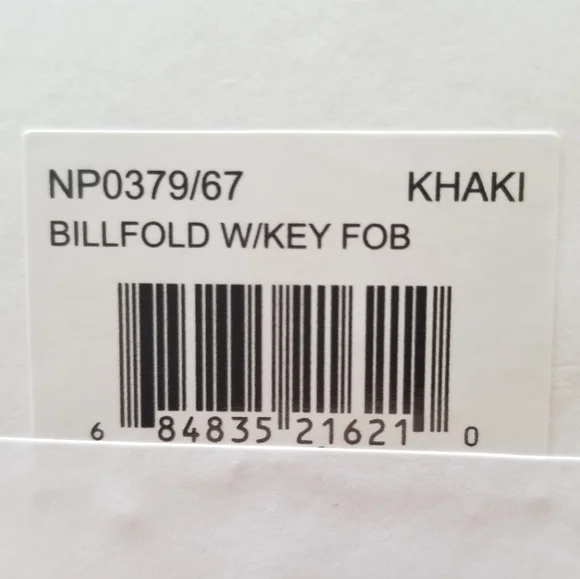 NP0379/67 KHAKI
BILLFOLD W/KEY FOB
6 84835 21621 0